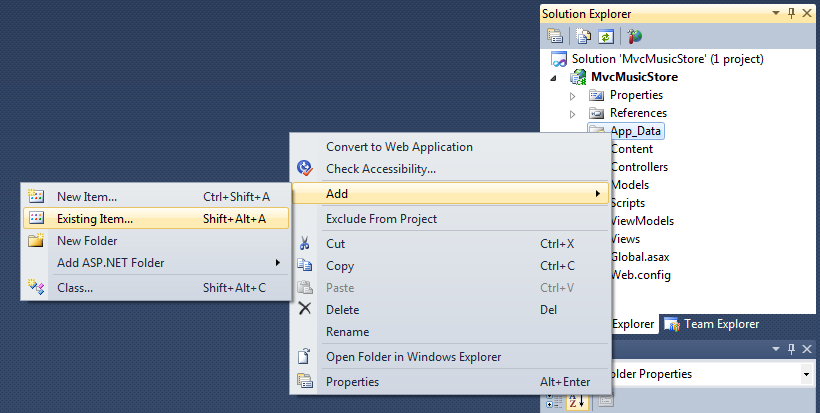 Solution Explorer
Solution 'MvcMusicStore' (1 project)
MvcMusicStore
Properties
References
App_Data
Content
Controllers
Models
Scripts
ViewModels
Views
Global.asax
Web.config
Convert to Web Application
Check Accessibility...
Add
Exclude From Project
Cut Ctrl+X
Copy Ctrl+C
Paste Ctrl+V
Delete Del
Rename
Open Folder in Windows Explorer
Properties Alt+Enter
New Item... Ctrl+Shift+A
Existing Item... Shift+Alt+A
New Folder
Add ASP.NET Folder
Class... Shift+Alt+C
Explorer Team Explorer
Properties